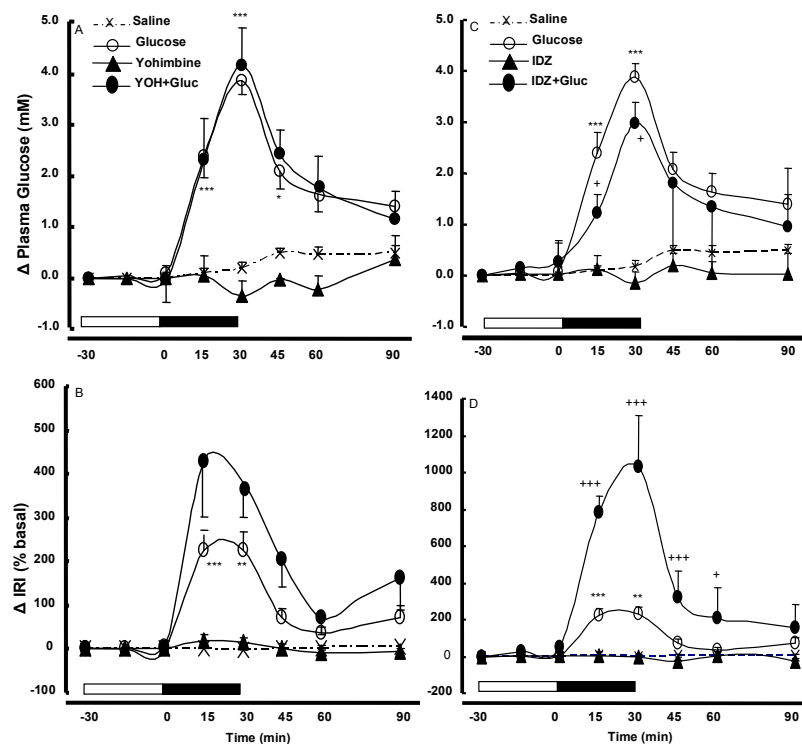 A
Saline
Glucose
Yohimbine
YOH+Gluc
Δ Plasma Glucose (mM)
5.0
4.0
3.0
2.0
1.0
0.0
-1.0
***
***
*
-30 0 15 30 45 60 90
C
Saline
Glucose
IDZ
IDZ+Gluc
5.0
4.0
3.0
2.0
1.0
0.0
-1.0
***
***
+
+
-30 0 15 30 45 60 90
B
Δ IRI (% basal)
600
500
400
300
200
100
0
-100
*** **
-30 0 15 30 45 60 90
Time (min)
D
1400
1200
1000
800
600
400
200
0
-200
+++
+++
+++
+
*** **
-30 0 15 30 45 60 90
Time (min)